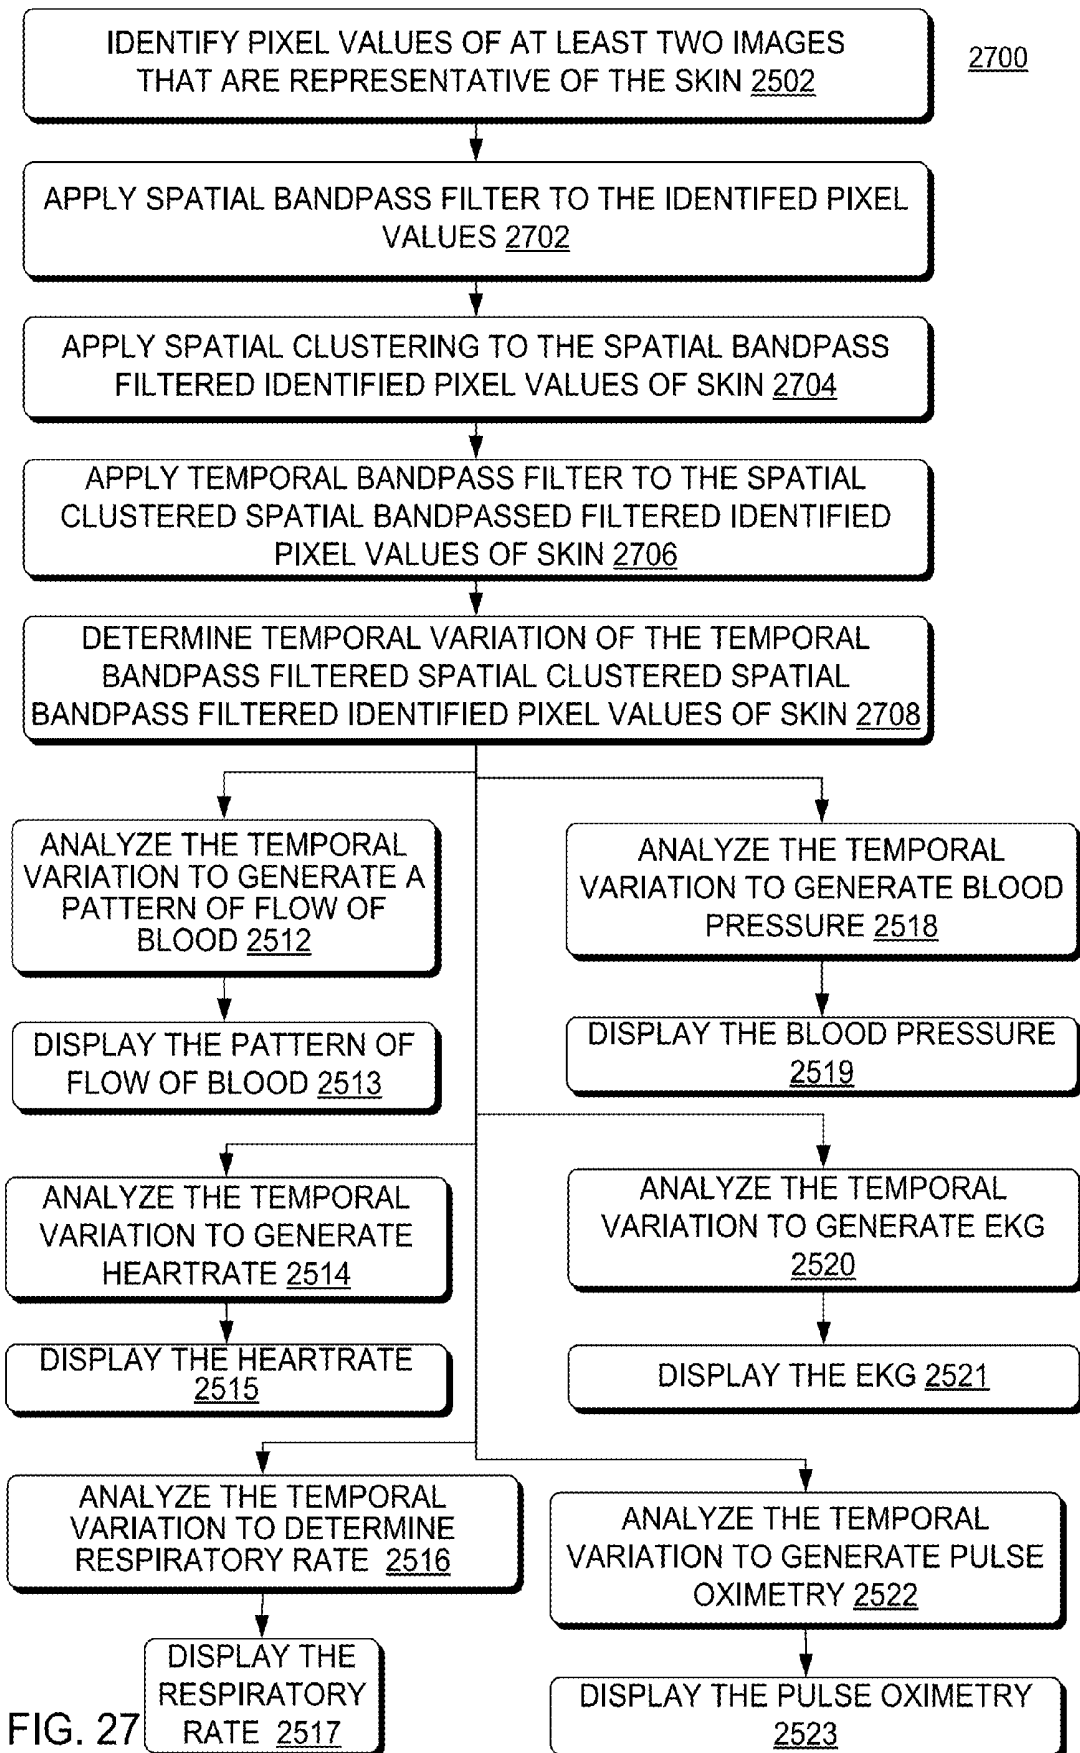 IDENTIFY PIXEL VALUES OF AT LEAST TWO IMAGES
THAT ARE REPRESENTATIVE OF THE SKIN 2502
2700
APPLY SPATIAL BANDPASS FILTER TO THE IDENTIFED PIXEL
VALUES 2702
APPLY SPATIAL CLUSTERING TO THE SPATIAL BANDPASS
FILTERED IDENTIFIED PIXEL VALUES OF SKIN 2704
APPLY TEMPORAL BANDPASS FILTER TO THE SPATIAL
CLUSTERED SPATIAL BANDPASSED FILTERED IDENTIFIED
PIXEL VALUES OF SKIN 2706
DETERMINE TEMPORAL VARIATION OF THE TEMPORAL
BANDPASS FILTERED SPATIAL CLUSTERED SPATIAL
BANDPASS FILTERED IDENTIFIED PIXEL VALUES OF SKIN 2708
ANALYZE THE TEMPORAL
VARIATION TO GENERATE A
PATTERN OF FLOW OF
BLOOD 2512
ANALYZE THE TEMPORAL
VARIATION TO GENERATE BLOOD
PRESSURE 2518
DISPLAY THE PATTERN OF
FLOW OF BLOOD 2513
DISPLAY THE BLOOD PRESSURE
2519
ANALYZE THE TEMPORAL
VARIATION TO GENERATE
HEARTRATE 2514
ANALYZE THE TEMPORAL
VARIATION TO GENERATE EKG
2520
DISPLAY THE HEARTRATE
2515
DISPLAY THE EKG 2521
ANALYZE THE TEMPORAL
VARIATION TO DETERMINE
RESPIRATORY RATE 2516
ANALYZE THE TEMPORAL
VARIATION TO GENERATE PULSE
OXIMETRY 2522
DISPLAY THE
RESPIRATORY
RATE 2517
DISPLAY THE PULSE OXIMETRY
2523
FIG. 27